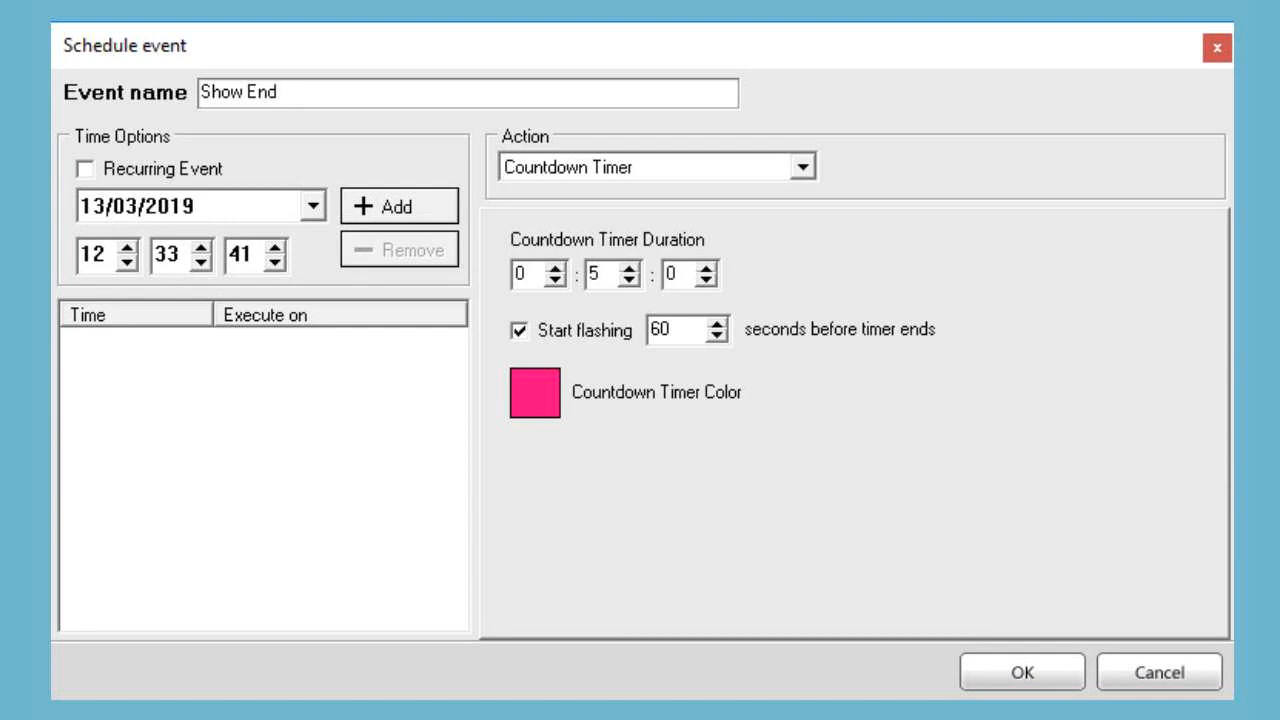 Schedule event
x
Event name Show End
Time Options
Recurring Event
13/03/2019
+ Add
12 33 41
− Remove
Time Execute on
Action
Countdown Timer
Countdown Timer Duration
0 : 5 : 0
Start flashing 60 seconds before timer ends
Countdown Timer Color
OK Cancel